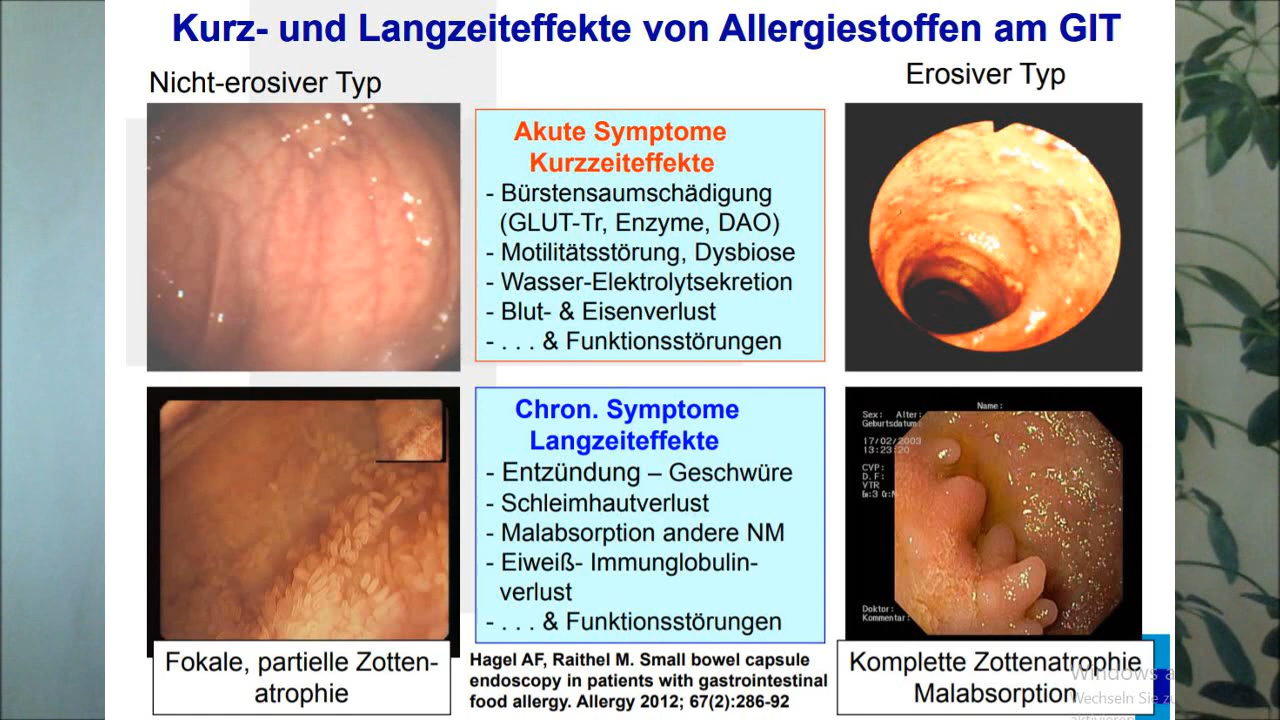 Kurz- und Langzeiteffekte von Allergiestoffen am GIT
Nicht-erosiver Typ
Erosiver Typ
Akute Symptome
Kurzzeiteffekte
- Bürstensaumschädigung
(GLUT-Tr, Enzyme, DAO)
- Motilitätsstörung, Dysbiose
- Wasser-Elektrolytsekretion
- Blut- & Eisenverlust
- . . . & Funktionsstörungen
Chron. Symptome
Langzeiteffekte
- Entzündung – Geschwüre
- Schleimhautverlust
- Malabsorption andere NM
- Eiweiß- Immunglobulin-
verlust
- . . . & Funktionsstörungen
Name:
Sex: Alter:
Geburtsdatum:
17/02/2003
13:23:20
CVP:
D.F:
VTR
Doktor:
Kommentar:
Fokale, partielle Zotten-
atrophie
Hagel AF, Raithel M. Small bowel capsule
endoscopy in patients with gastrointestinal
food allergy. Allergy 2012; 67(2):286-92
Komplette Zottenatrophie
Malabsorption
Windows a
Wechseln Sie z
aktivieren